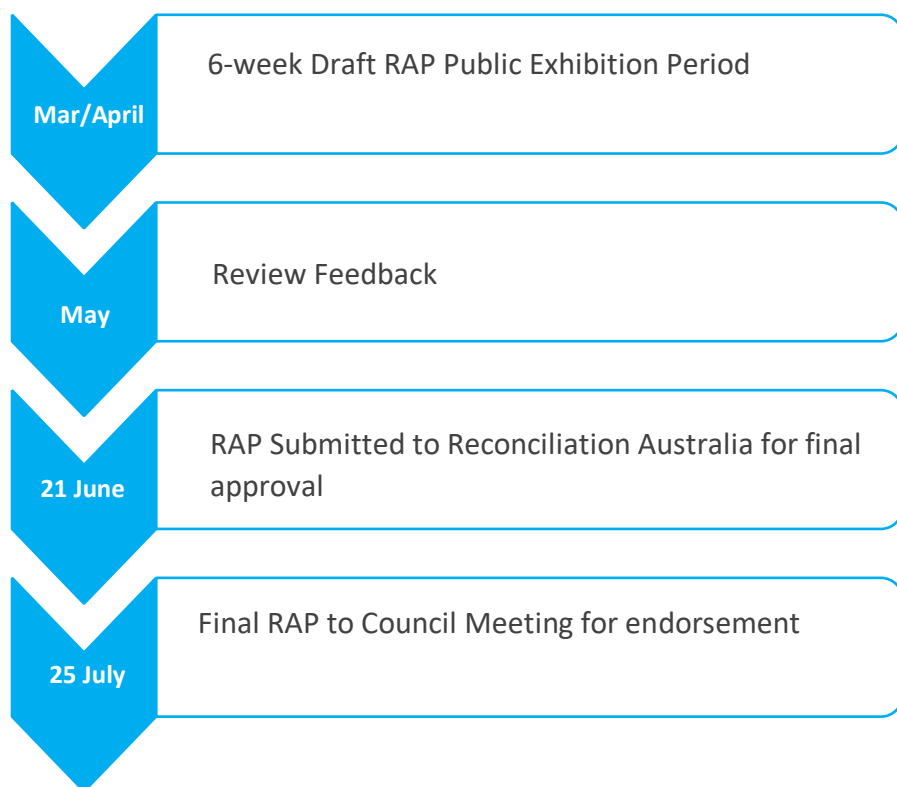 6-week Draft RAP Public Exhibition Period
Mar/April
Review Feedback
May
RAP Submitted to Reconciliation Australia for final
approval
21 June
Final RAP to Council Meeting for endorsement
25 July